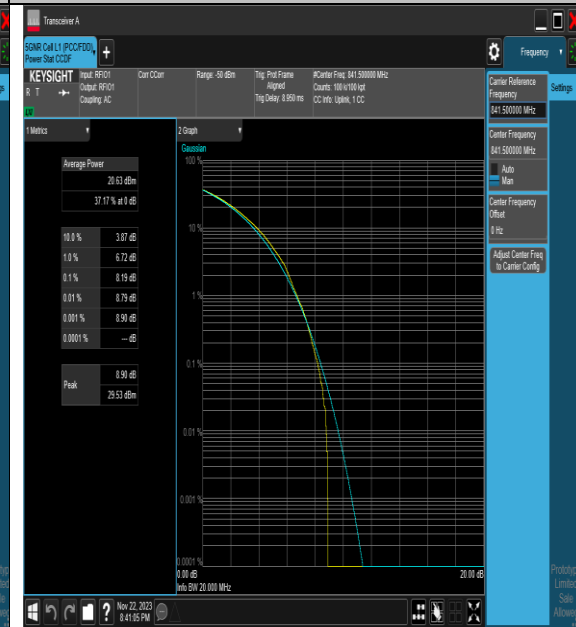 Transceiver A
5GNR Cell L1 (PCC/FDD)
Power Stat CCDF
+
Frequency
KEYSIGHT
R T
Input: RFIO1
Output: RFIO1
Coupling: AC
Corr CCorr
Range: -50 dBm
Trig: Prot Frame
Aligned
Trig Delay: 8.950 ms
#Center Freq: 841.500000 MHz
Counts: 100 k/100 kpt
CC Info: Uplink, 1 CC
Carrier Reference
Frequency
841.500000 MHz
Settings
Center Frequency
841.500000 MHz
Auto
Man
Center Frequency
Offset
0 Hz
Adjust Center Freq
to Carrier Config
1 Metrics
Average Power
20.63 dBm
37.17 % at 0 dB
10.0 % 3.87 dB
1.0 % 6.72 dB
0.1 % 8.19 dB
0.01 % 8.79 dB
0.001 % 8.90 dB
0.0001 % --- dB
Peak
8.90 dB
29.53 dBm
2 Graph
Gaussian
100 %
10 %
1 %
0.1 %
0.01 %
0.001 %
0.0001 %
0.00 dB
20.00 dB
Info BW 20.000 MHz
Nov 22, 2023
8:41:05 PM